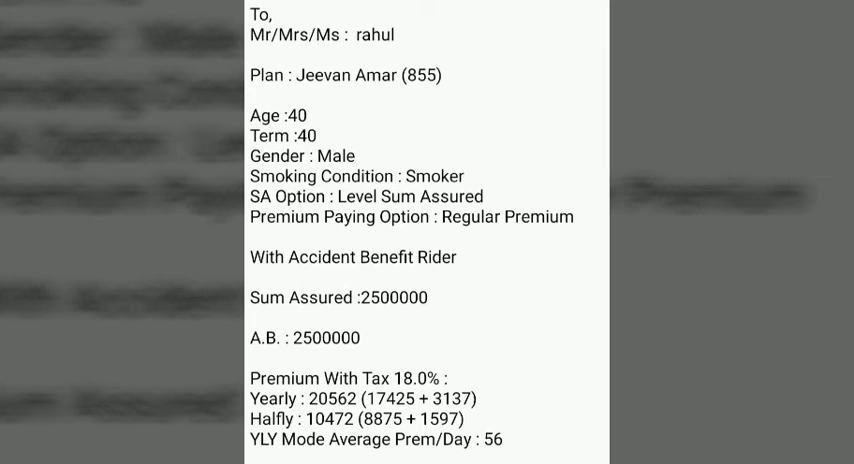 To,
Mr/Mrs/Ms : rahul
Plan : Jeevan Amar (855)
Age :40
Term :40
Gender : Male
Smoking Condition : Smoker
SA Option : Level Sum Assured
Premium Paying Option : Regular Premium
With Accident Benefit Rider
Sum Assured :2500000
A.B. : 2500000
Premium With Tax 18.0% :
Yearly : 20562 (17425 + 3137)
Halfly : 10472 (8875 + 1597)
YLY Mode Average Prem/Day : 56